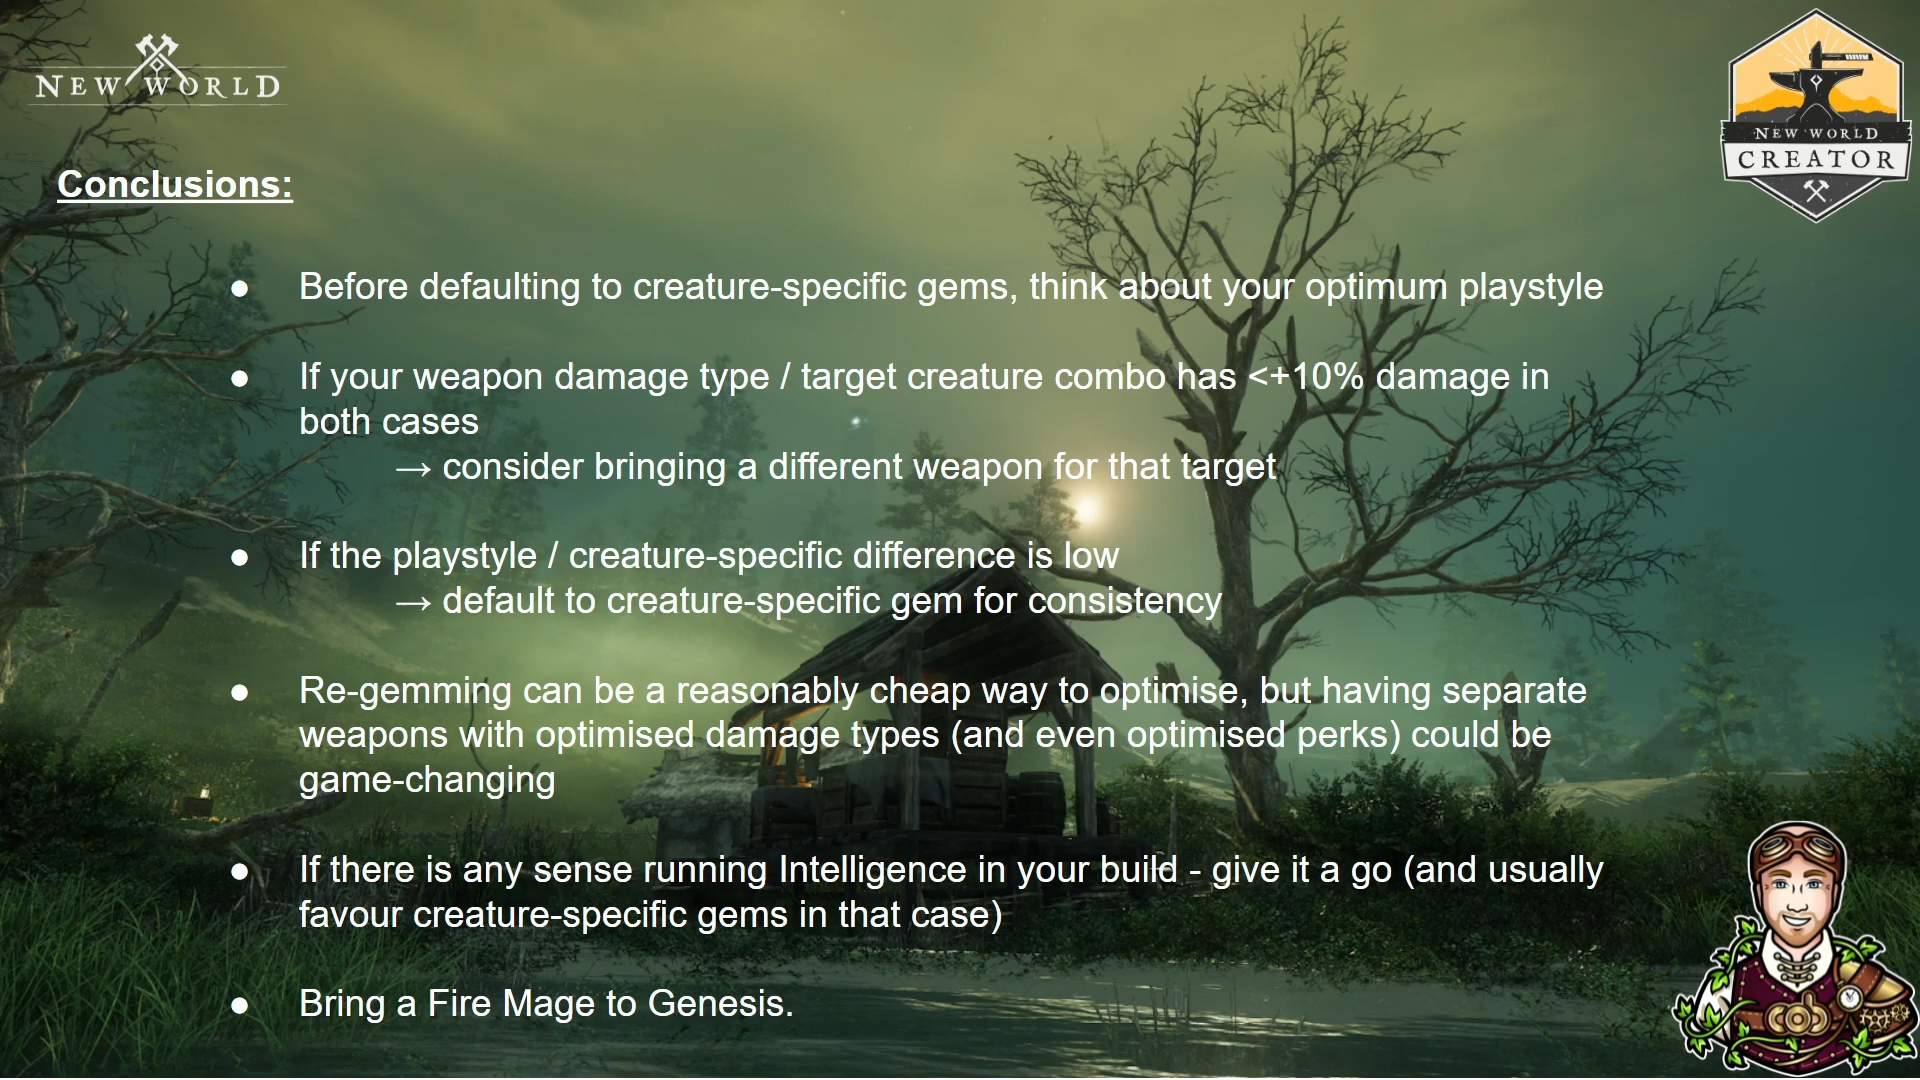 NEW WORLD
NEW WORLD
CREATOR
Conclusions:
● Before defaulting to creature-specific gems, think about your optimum playstyle
● If your weapon damage type / target creature combo has <+10% damage in
both cases
→ consider bringing a different weapon for that target
● If the playstyle / creature-specific difference is low
→ default to creature-specific gem for consistency
● Re-gemming can be a reasonably cheap way to optimise, but having separate
weapons with optimised damage types (and even optimised perks) could be
game-changing
● If there is any sense running Intelligence in your build - give it a go (and usually
favour creature-specific gems in that case)
● Bring a Fire Mage to Genesis.